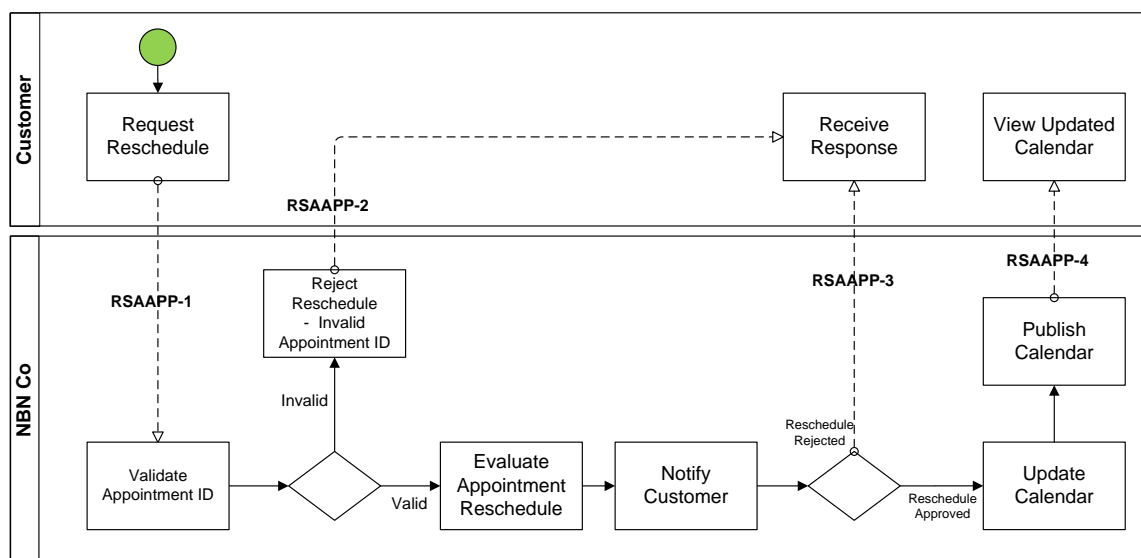 Customer
Request
Reschedule
Receive
Response
View Updated
Calendar
RSAAPP-2
NBN Co
RSAAPP-1
Reject
Reschedule
- Invalid
Appointment ID
RSAAPP-3
RSAAPP-4
Publish
Calendar
Invalid
Validate
Appointment ID
Valid
Evaluate
Appointment
Reschedule
Notify
Customer
Reschedule
Rejected
Reschedule
Approved
Update
Calendar